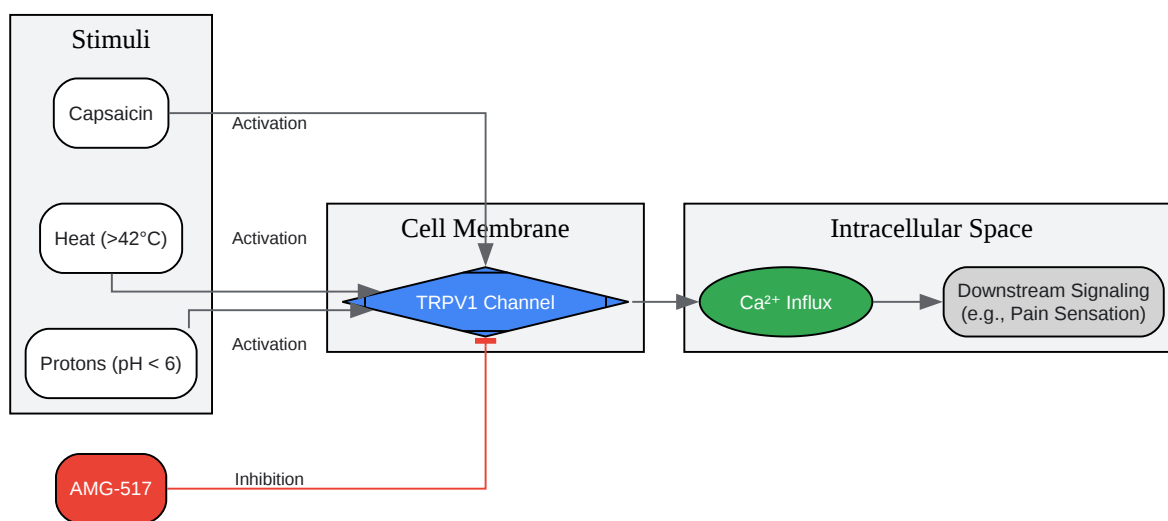 Stimuli
Capsaicin
Activation
Heat (>42°C)
Activation
Cell Membrane
Intracellular Space
TRPV1 Channel
Ca²⁺ Influx
Downstream Signaling
(e.g., Pain Sensation)
Protons (pH < 6)
Activation
AMG-517
Inhibition